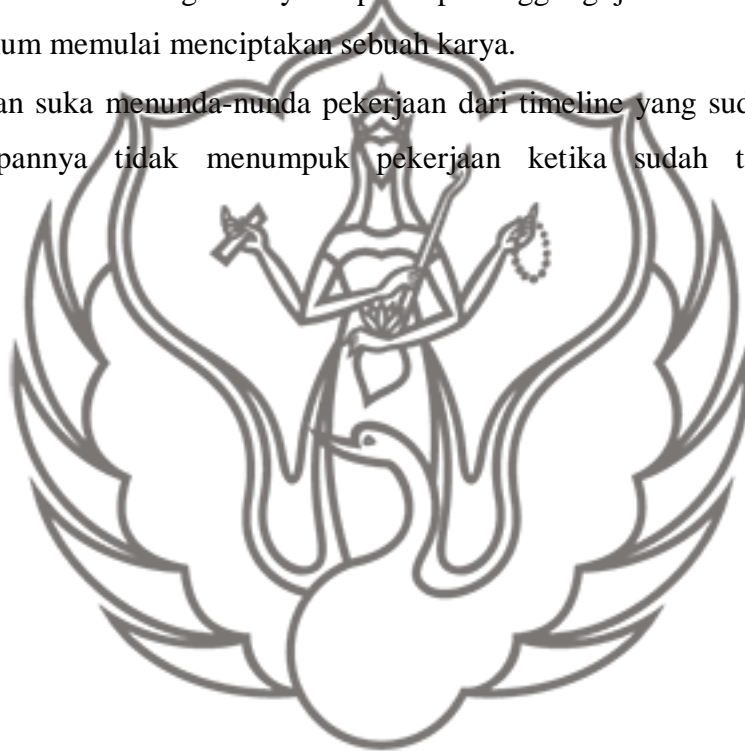 um memulai menciptakan sebuah karya.
an suka menunda-nunda pekerjaan dari timeline yang sud
pannya tidak menumpuk pekerjaan ketika sudah t